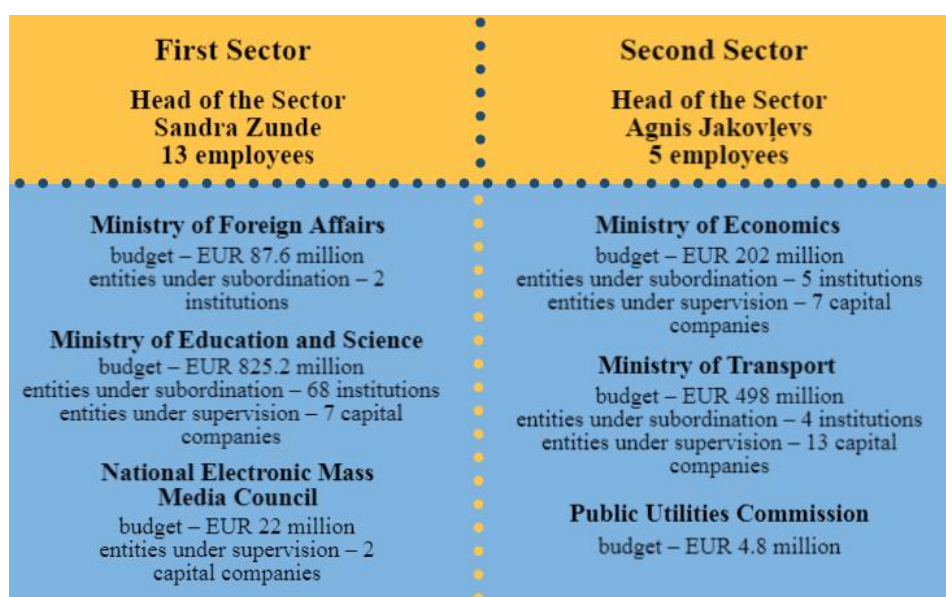 First Sector
Head of the Sector
Sandra Zunde
13 employees
Ministry of Foreign Affairs
budget – EUR 87.6 million
entities under subordination – 2
institutions
Ministry of Education and Science
budget – EUR 825.2 million
entities under subordination – 68 institutions
entities under supervision – 7 capital
companies
National Electronic Mass
Media Council
budget – EUR 22 million
entities under supervision – 2
capital companies
Second Sector
Head of the Sector
Agnis Jakovļevs
5 employees
Ministry of Economics
budget – EUR 202 million
entities under subordination – 5 institutions
entities under supervision – 7 capital
companies
Ministry of Transport
budget – EUR 498 million
entities under subordination – 4 institutions
entities under supervision – 13 capital
companies
Public Utilities Commission
budget – EUR 4.8 million